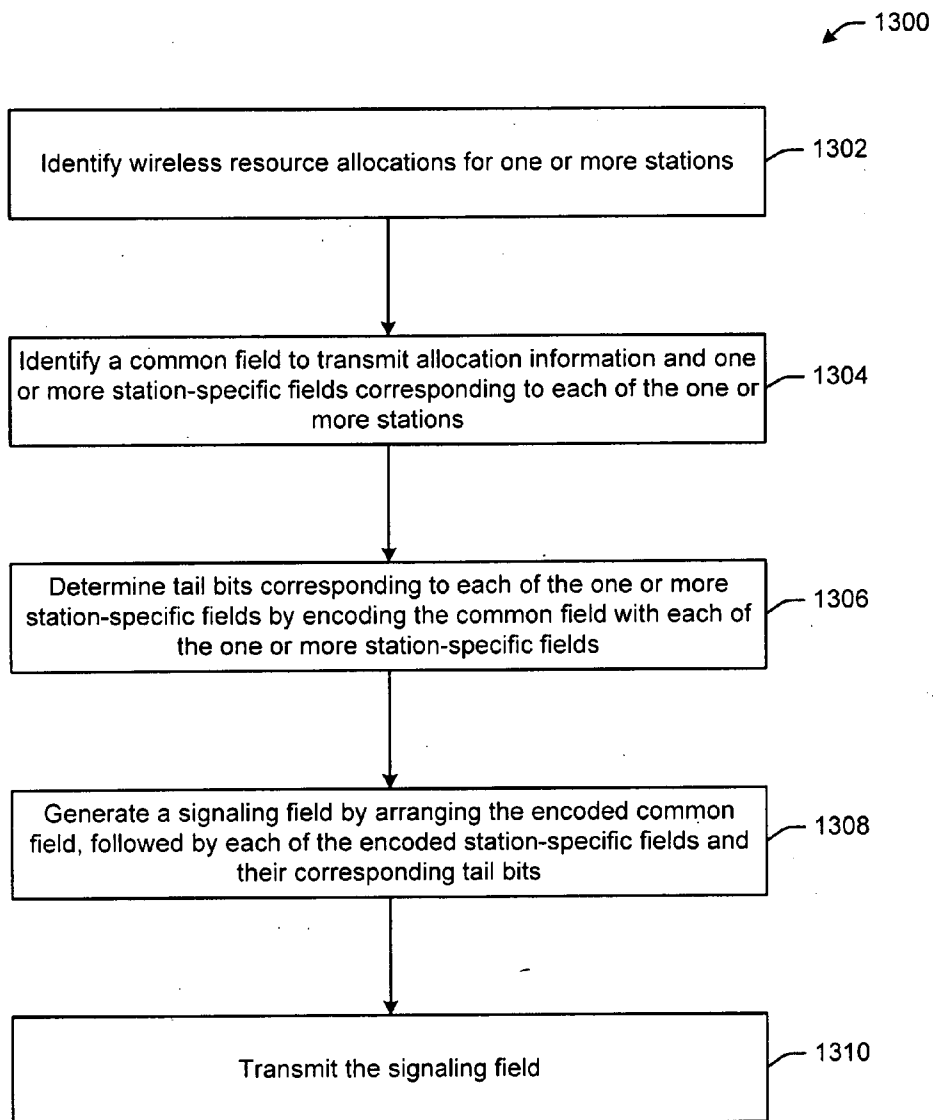 1300
Identify wireless resource allocations for one or more stations
1302
Identify a common field to transmit allocation information and one
or more station-specific fields corresponding to each of the one or
more stations
1304
Determine tail bits corresponding to each of the one or more
station-specific fields by encoding the common field with each of
the one or more station-specific fields
1306
Generate a signaling field by arranging the encoded common
field, followed by each of the encoded station-specific fields and
their corresponding tail bits
1308
Transmit the signaling field
1310